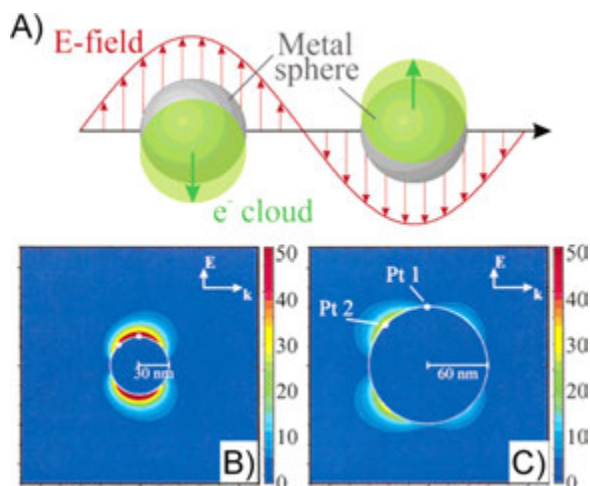 A)
E-field
Metal
sphere
e⁻ cloud
50
40
30
20
10
0
E
k
30 nm
B)
50
40
30
20
10
0
E
k
Pt 1
Pt 2
60 nm
C)